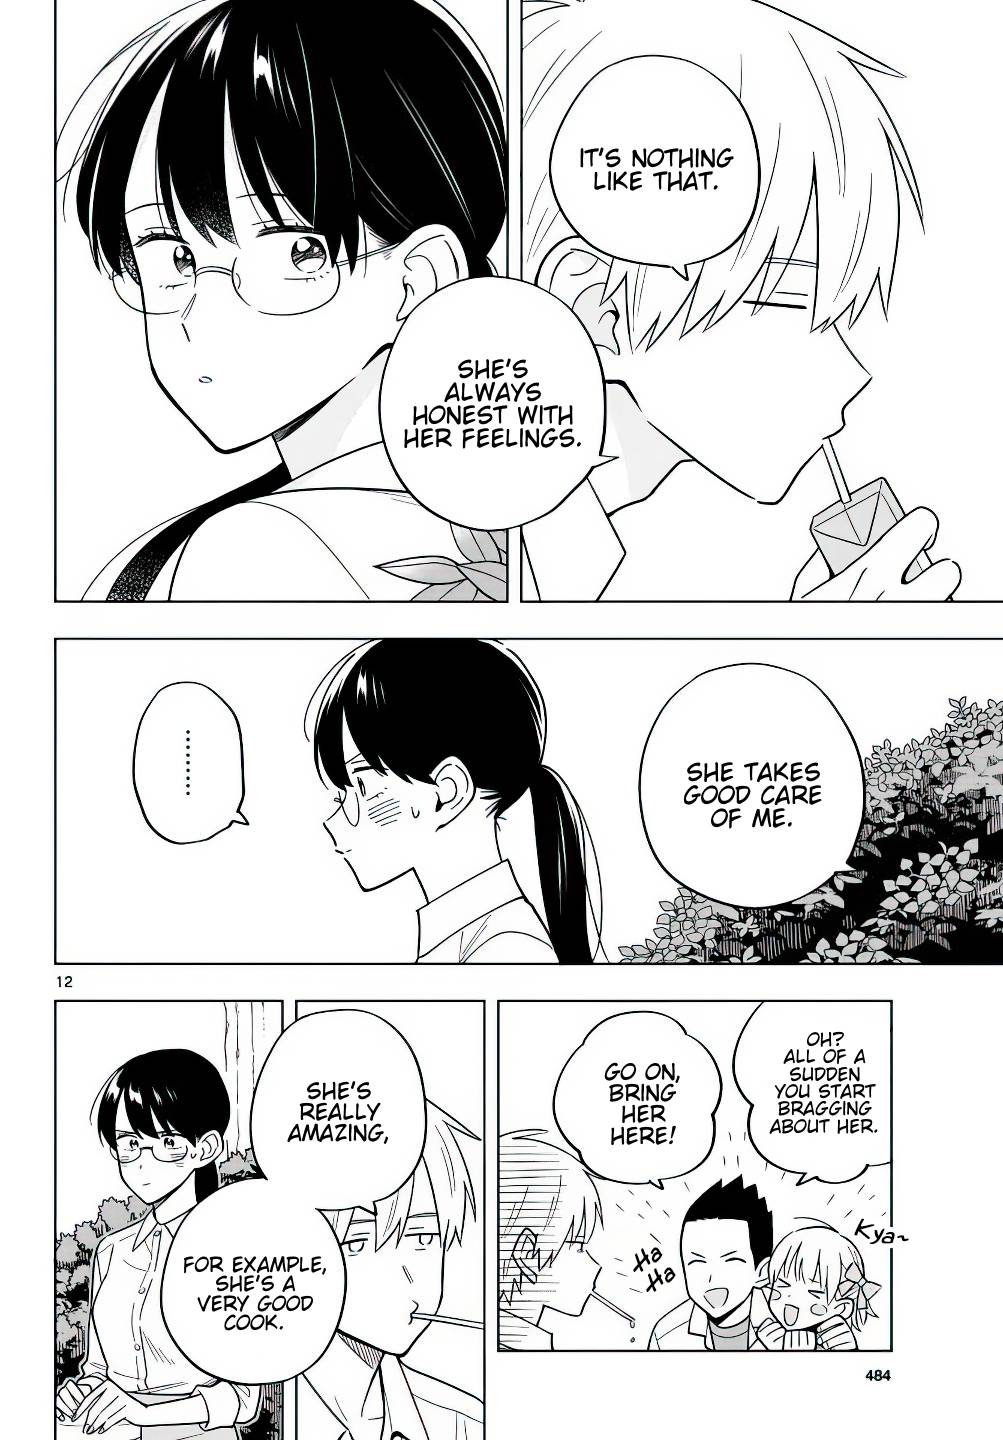 IT'S NOTHING
LIKE THAT.
SHE'S
ALWAYS
HONEST WITH
HER FEELINGS.
SHE TAKES
GOOD CARE
OF ME.
.........
12
OH?
ALL OF A
SUDDEN
YOU START
BRAGGING
ABOUT HER.
GO ON,
BRING
HER
HERE!
Kya~
Ha
Ha
SHE'S
REALLY
AMAZING,
FOR EXAMPLE,
SHE'S A
VERY GOOD
COOK.
484